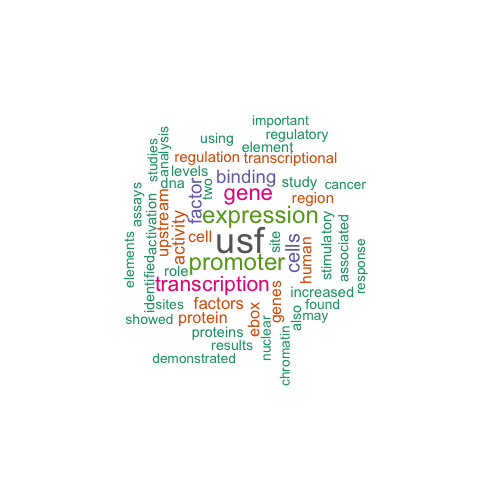 important
using
regulatory
element
regulation
transcriptional
studies
analysis
levels
binding
dna
two
gene
study
cancer
assays
activation
upstream
factor
region
expression
activity
cell
usf
site
cells
human
stimulatory
associated
response
elements
identified
role
promoter
transcription
genes
increased
sites
factors
found
showed
protein
ebox
also
may
proteins
nuclear
results
chromatin
demonstrated